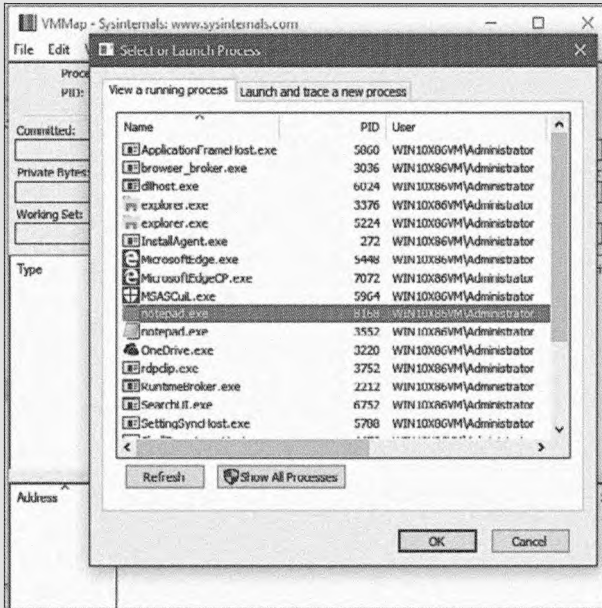 VMMap - Sysinternals: www.sysinternals.com
File Edit
Select or Launch Process
Proce
PID:
View a running process Launch and trace a new process
Committed:
Private Bytes:
Working Set:
Type
Name PID User
ApplicationFrameHost.exe 5860 WIN10X86VM\Administrator
browser_broker.exe 3036 WIN10X86VM\Administrator
dllhost.exe 6024 WIN10X86VM\Administrator
explorer.exe 3376 WIN10X86VM\Administrator
explorer.exe 5224 WIN10X86VM\Administrator
InstallAgent.exe 272 WIN10X86VM\Administrator
MicrosoftEdge.exe 5448 WIN10X86VM\Administrator
MicrosoftEdgeCP.exe 7072 WIN10X86VM\Administrator
MSASCuiL.exe 5964 WIN10X86VM\Administrator
notepad.exe 8168 WIN10X86VM\Administrator
notepad.exe 3552 WIN10X86VM\Administrator
OneDrive.exe 3220 WIN10X86VM\Administrator
rdpclip.exe 3752 WIN10X86VM\Administrator
RuntimeBroker.exe 2212 WIN10X86VM\Administrator
SearchUI.exe 6752 WIN10X86VM\Administrator
SettingSyncHost.exe 5788 WIN10X86VM\Administrator
Refresh Show All Processes
Address
OK Cancel